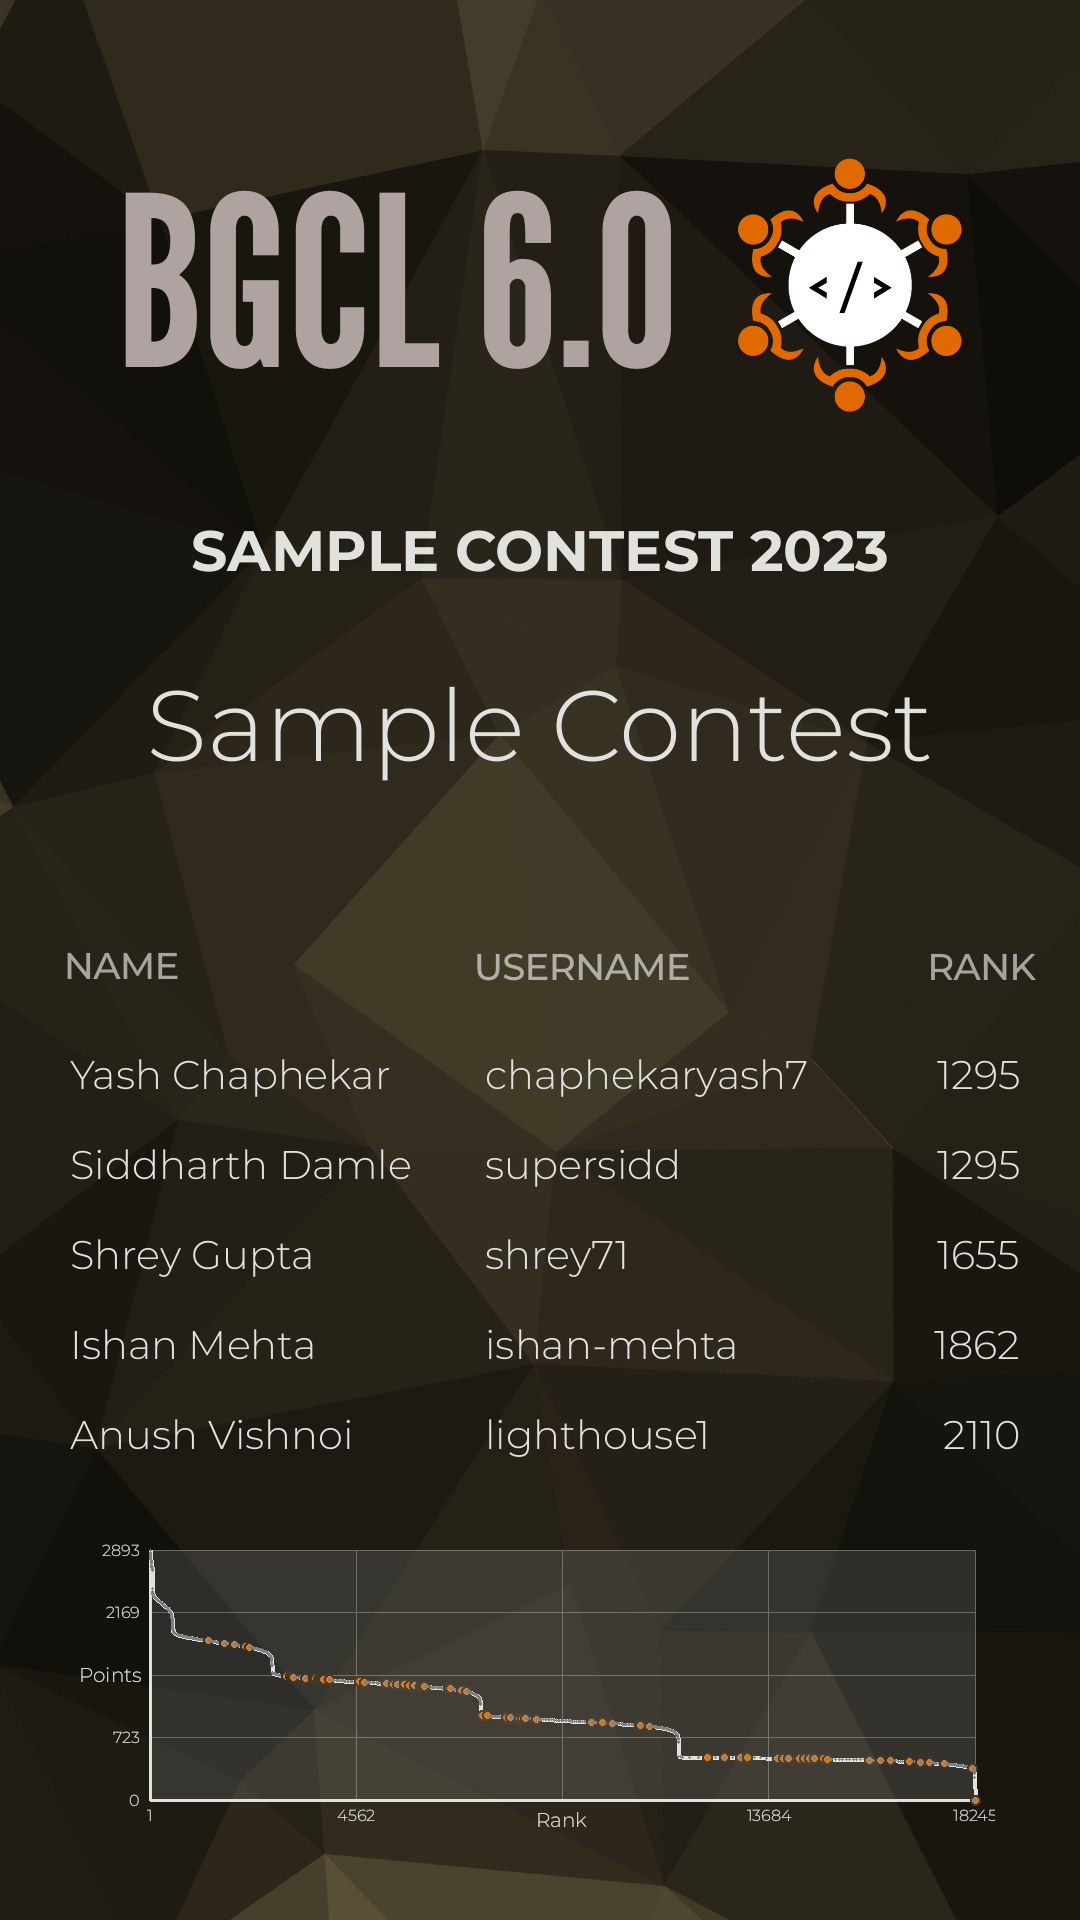 BGCL 6.0
</>
SAMPLE CONTEST 2023
Sample Contest
NAME USERNAME RANK
Yash Chaphekar chaphekaryash7 1295
Siddharth Damle supersidd 1295
Shrey Gupta shrey71 1655
Ishan Mehta ishan-mehta 1862
Anush Vishnoi lighthouse1 2110
2893
2169
Points
723
0
1 4562 Rank 13684 18245